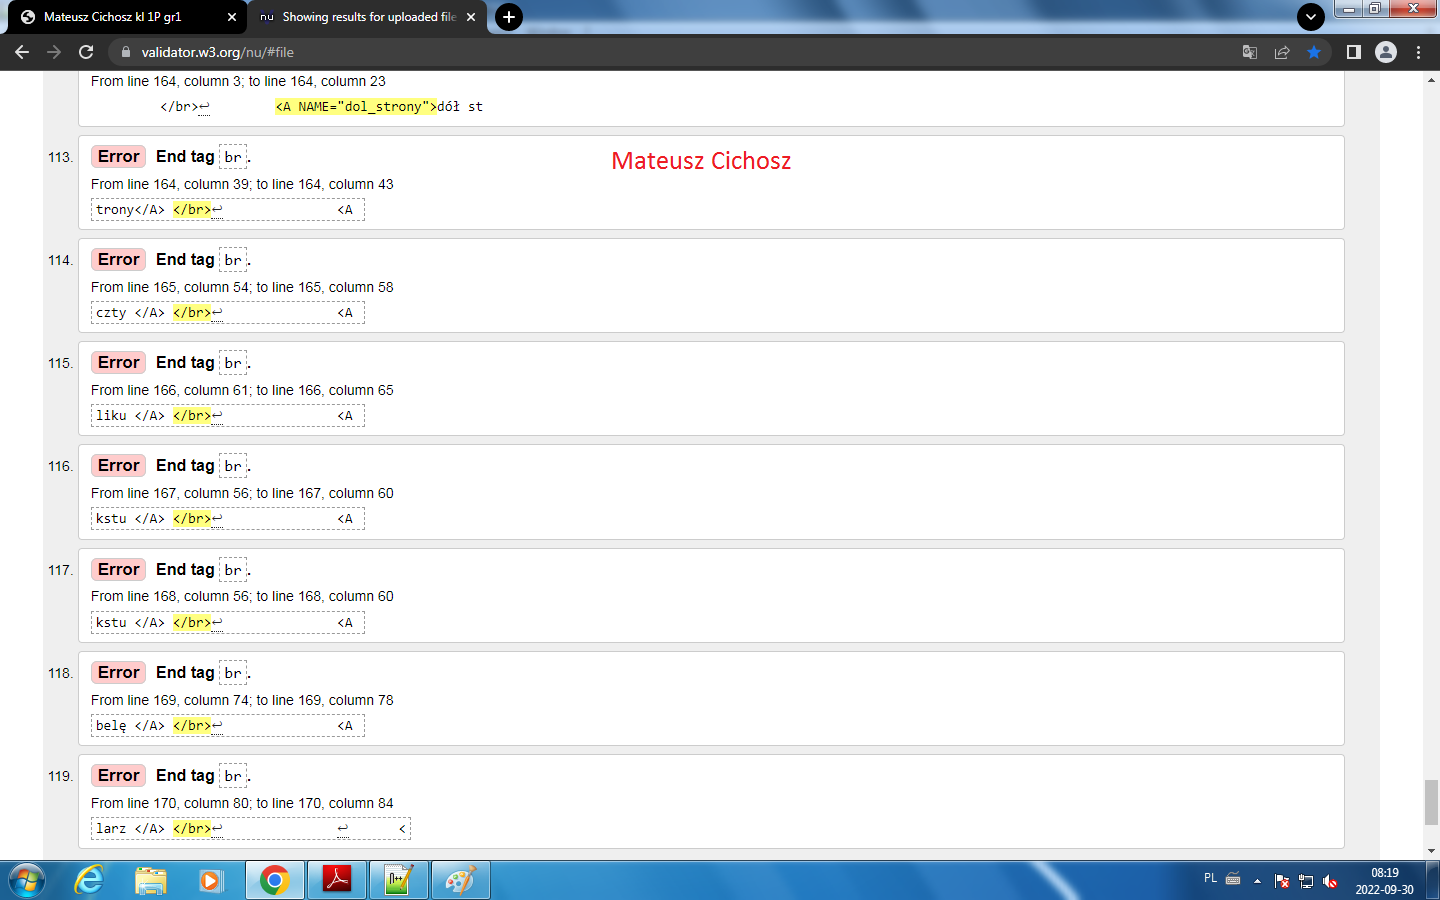 Mateusz Cichosz kl 1P gr1
nu Showing results for uploaded file
validator.w3.org/nu/#file
From line 164, column 3; to line 164, column 23
</br>↩ <A NAME="dol_strony">dół st
113. Error End tag br.
Mateusz Cichosz
From line 164, column 39; to line 164, column 43
trony</A> </br>↩ <A
114. Error End tag br.
From line 165, column 54; to line 165, column 58
czty </A> </br>↩ <A
115. Error End tag br.
From line 166, column 61; to line 166, column 65
liku </A> </br>↩ <A
116. Error End tag br.
From line 167, column 56; to line 167, column 60
kstu </A> </br>↩ <A
117. Error End tag br.
From line 168, column 56; to line 168, column 60
kstu </A> </br>↩ <A
118. Error End tag br.
From line 169, column 74; to line 169, column 78
belę </A> </br>↩ <A
119. Error End tag br.
From line 170, column 80; to line 170, column 84
larz </A> </br>↩ ↩ <
PL
08:19
2022-09-30